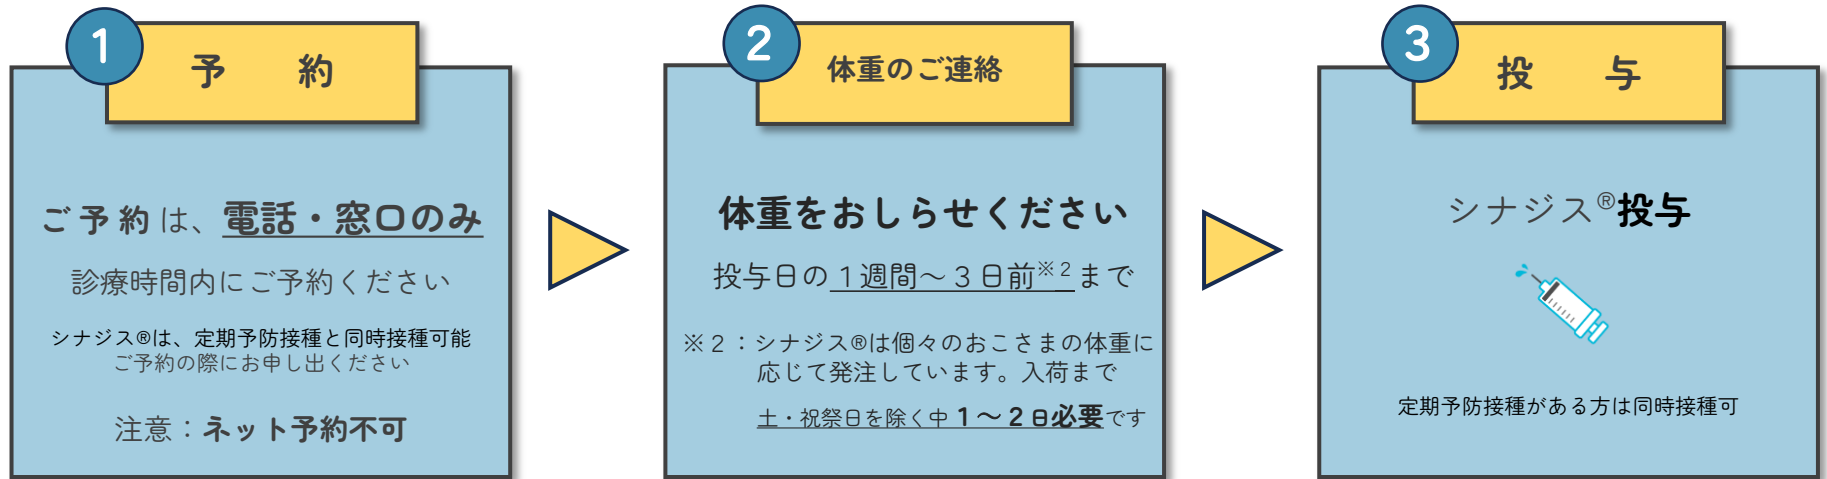 1
予 約
ご予約は、電話・窓口のみ
診療時間内にご予約ください
シナジス®は、定期予防接種と同時接種可能
ご予約の際にお申し出ください
注意：ネット予約不可
2
体重のご連絡
体重をおしらせください
投与日の１週間～３日前※2まで
※２：シナジス®は個々のおこさまの体重に
応じて発注しています。入荷まで
土・祝祭日を除く中１～２日必要です
3
投 与
シナジス®投与
定期予防接種がある方は同時接種可